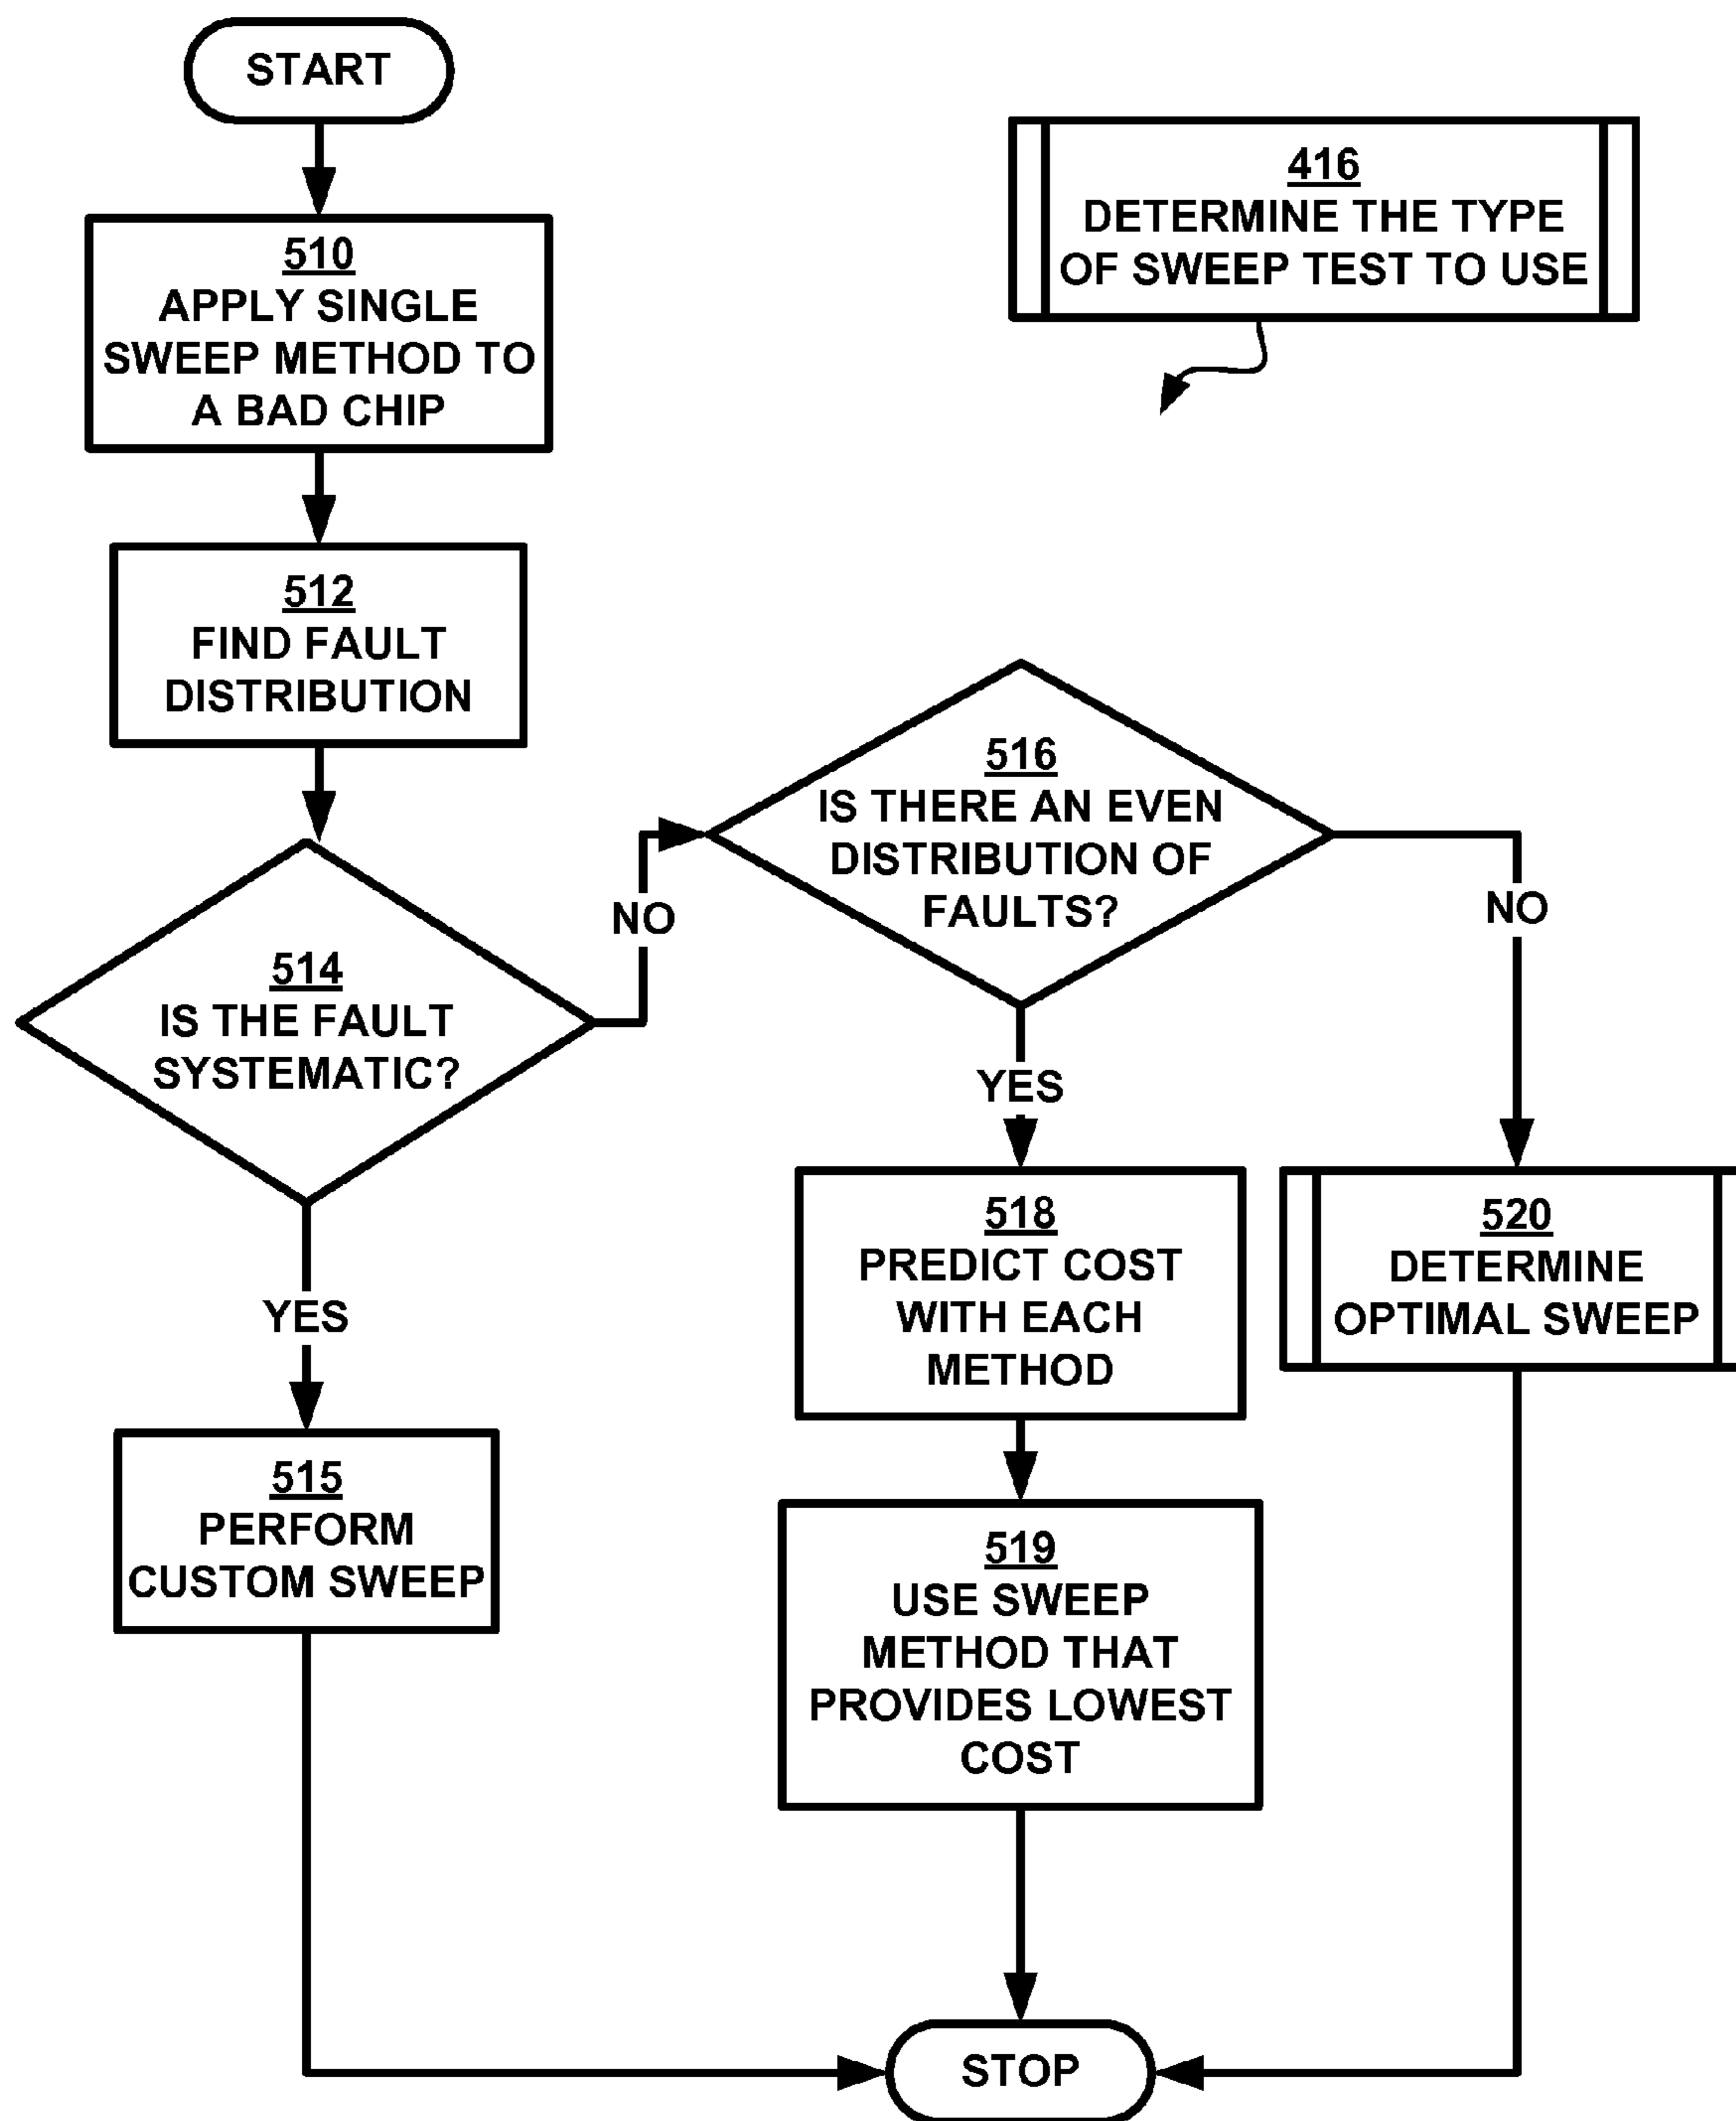 START
416
DETERMINE THE TYPE
OF SWEEP TEST TO USE
510
APPLY SINGLE
SWEEP METHOD TO
A BAD CHIP
512
FIND FAULT
DISTRIBUTION
514
IS THE FAULT
SYSTEMATIC?
NO
YES
515
PERFORM
CUSTOM SWEEP
516
IS THERE AN EVEN
DISTRIBUTION OF
FAULTS?
YES
NO
518
PREDICT COST
WITH EACH
METHOD
519
USE SWEEP
METHOD THAT
PROVIDES LOWEST
COST
520
DETERMINE
OPTIMAL SWEEP
STOP